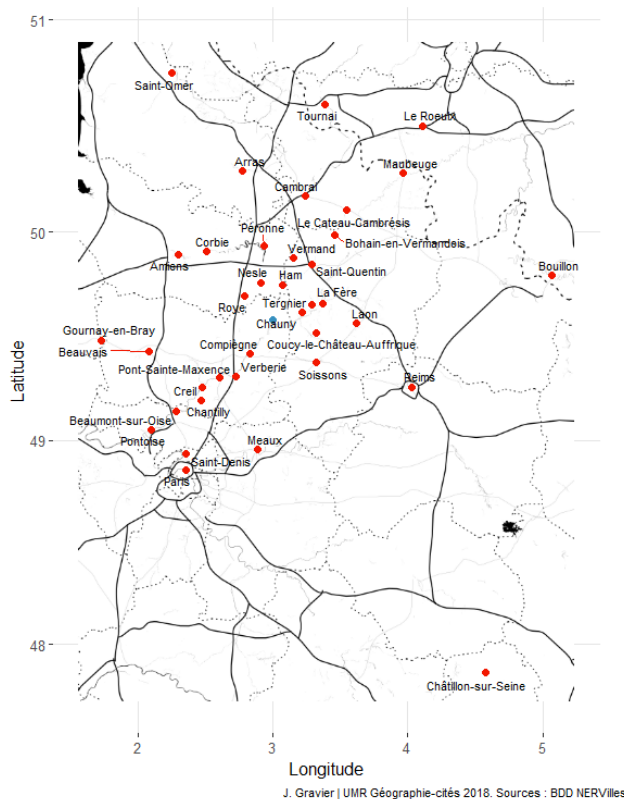 51
Saint-Omer
Tournai
Le Roeulx
Arras
Maubeuge
Cambrai
Le Cateau-Cambrésis
Péronne
50
Corbie
Vermand
Bohain-en-Vermandois
Amiens
Saint-Quentin
Bouillon
Nesle
Ham
La Fère
Roye
Tergnier
Laon
Chauny
Gournay-en-Bray
Compiègne
Coucy-le-Château-Auffrique
Beauvais
Pont-Sainte-Maxence
Verberie
Soissons
Reims
Creil
Chantilly
Beaumont-sur-Oise
Pontoise
Meaux
49
Saint-Denis
Paris
48
Châtillon-sur-Seine
Latitude
2
3
4
5
Longitude
J. Gravier | UMR Géographie-cités 2018. Sources : BDD NERVilles